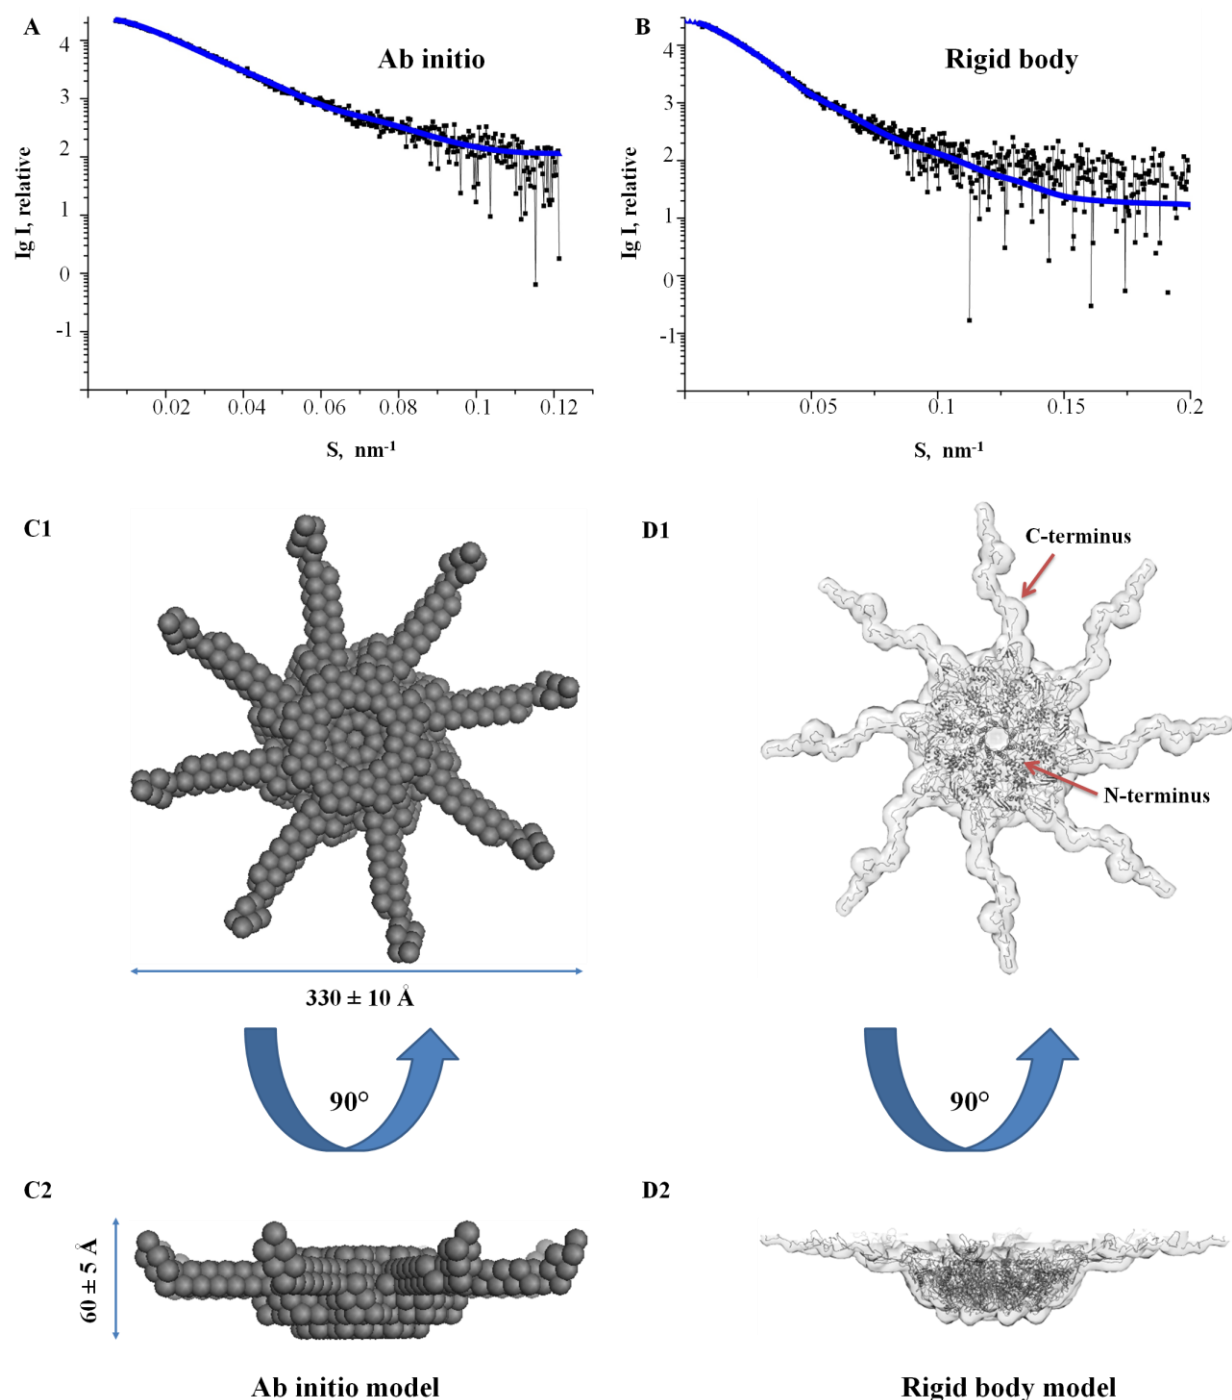 A
Ab initio
4
3
2
1
0
-1
lg I, relative
0.02 0.04 0.06 0.08 0.1 0.12
S, nm⁻¹
B
Rigid body
4
3
2
1
0
-1
lg I, relative
0.05 0.1 0.15 0.2
S, nm⁻¹
C1
330 ± 10 Å
90°
D1
C-terminus
N-terminus
90°
C2
60 ± 5 Å
Ab initio model
D2
Rigid body model